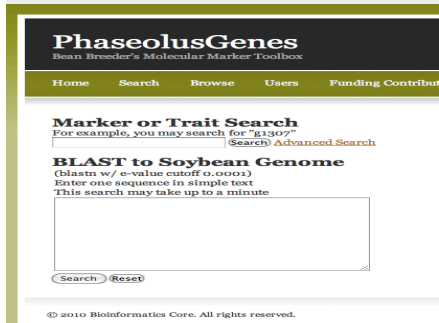 PhaseolusGenes
Bean Breeder's Molecular Marker Toolbox
Home Search Browse Users Funding Contribut
Marker or Trait Search
For example, you may search for "g1307"
Search Advanced Search
BLAST to Soybean Genome
(blastn w/ e-value cutoff 0.0001)
Enter one sequence in simple text
This search may take up to a minute
Search Reset
© 2010 Bioinformatics Core. All rights reserved.